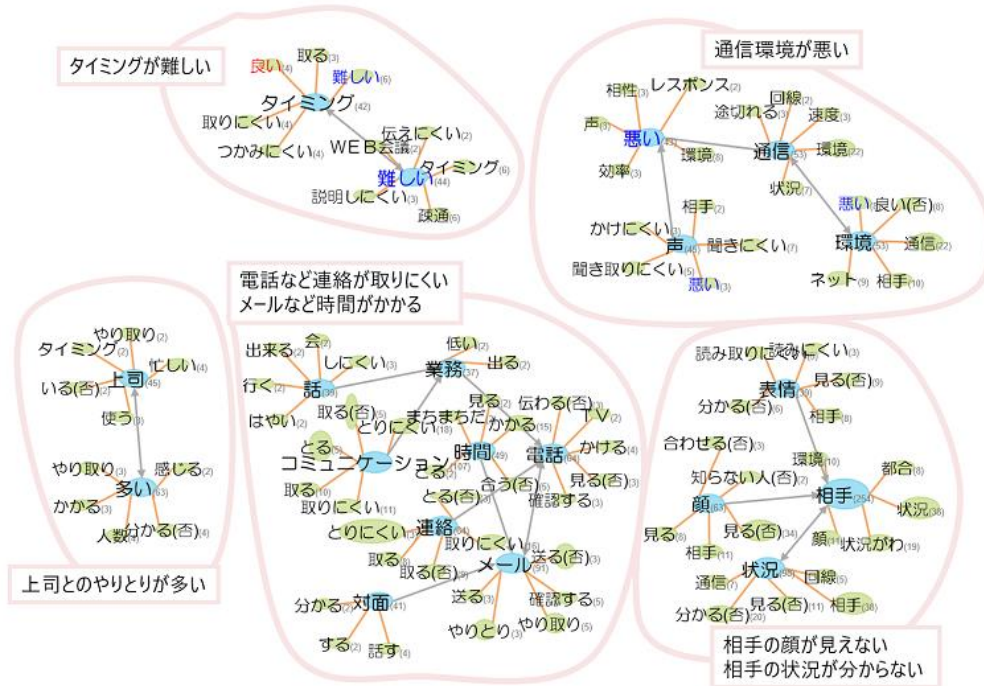 タイミングが難しい
取る(3)
良い(4)
難しい(6)
タイミング(42)
取りにくい(4)
つかみにくい(4)
伝えにくい(2)
WEB会議(2)
タイミング(6)
難しい(44)
説明しにくい(3)
疎通(6)
通信環境が悪い
レスポンス(2)
相性(3)
声(3)
悪い
環境(8)
効率(3)
回線(2)
途切れる(3)
速度(3)
通信(53)
環境(22)
状況(7)
相手(2)
かけにくい(3)
声(48)
聞きにくい(7)
聞き取りにくい(5)
悪い(3)
悪い
良い(否)(8)
環境(53)
通信(22)
ネット(9)
相手(10)
電話など連絡が取りにくい
メールなど時間がかかる
やり取り(2)
タイミング(2)
忙しい(4)
上司(45)
いる(否)(2)
使う(3)
やり取り(3)
感じる(2)
多い(63)
かかる(3)
人数(4)
分かる(否)(4)
上司とのやりとりが多い
会(2)
出来る(2)
しにくい(3)
話(39)
行く(2)
はやい(2)
低い(2)
業務(37)
出る(2)
見る(2)
取る(否)(5)
とりにくい(18)
とる(5)
コミュニケーション(107)
とる(2)
取る(10)
取りにくい(11)
まちまちだ
かかる(15)
時間(49)
合う(否)(6)
伝わる(否)(3)
TV(2)
電話(64)
かける(4)
見る(否)(3)
確認する(3)
とる(否)(3)
とりにくい
連絡(64)
取りにくい(15)
取る
取る(否)(9)
メール(91)
送る(否)(3)
送る(3)
確認する(5)
やりとり(3)
やり取り(5)
分かる(2)
対面(41)
する(2)
話す(4)
読み取りにくい
読みにくい(3)
表情(39)
見る(否)(9)
分かる(否)(6)
相手(8)
合わせる(否)(3)
環境(10)
知らない人(否)(2)
顔(63)
見る(8)
相手(11)
見る(否)(34)
都合(8)
相手(254)
状況(38)
顔(11)
状況がわ(19)
状況(98)
通信(7)
回線(5)
分かる(否)(20)
見る(否)(11)
相手(38)
相手の顔が見えない
相手の状況が分からない